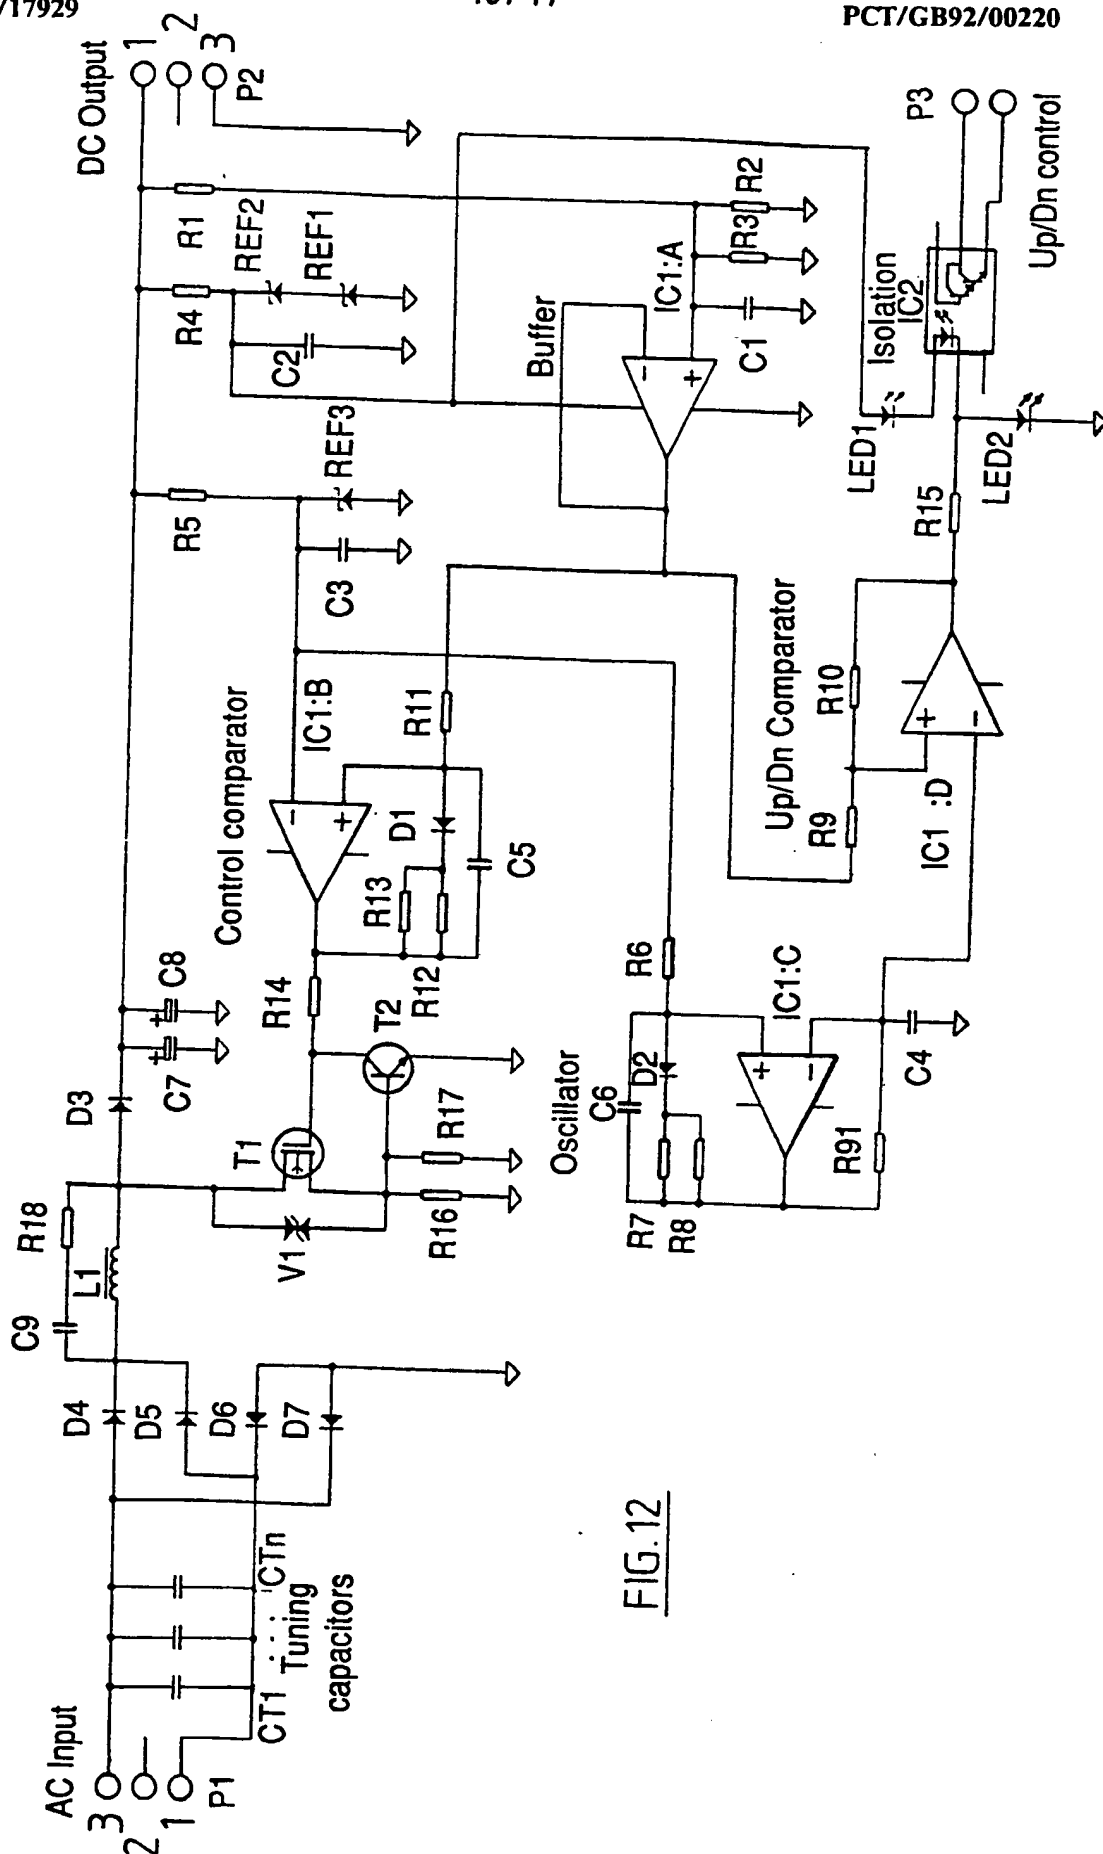 /17929
PCT/GB92/00220
AC Input
3
2
1
P1
CT1
CTn
Tuning
capacitors
D4
D5
D6
D7
C9
R18
L1
V1
T1
D3
C7
C8
R16
R17
T2
R14
Control comparator
IC1:B
R13
R12
D1
C5
R11
R5
REF3
C3
R4
C2
REF2
REF1
R1
DC Output
1
2
3
P2
Buffer
IC1:A
R3
R2
C1
Oscillator
C6
D2
R6
R7
R8
IC1:C
R91
C4
Up/Dn Comparator
R9
R10
IC1 :D
R15
LED1
LED2
Isolation
IC2
P3
Up/Dn control
FIG.12